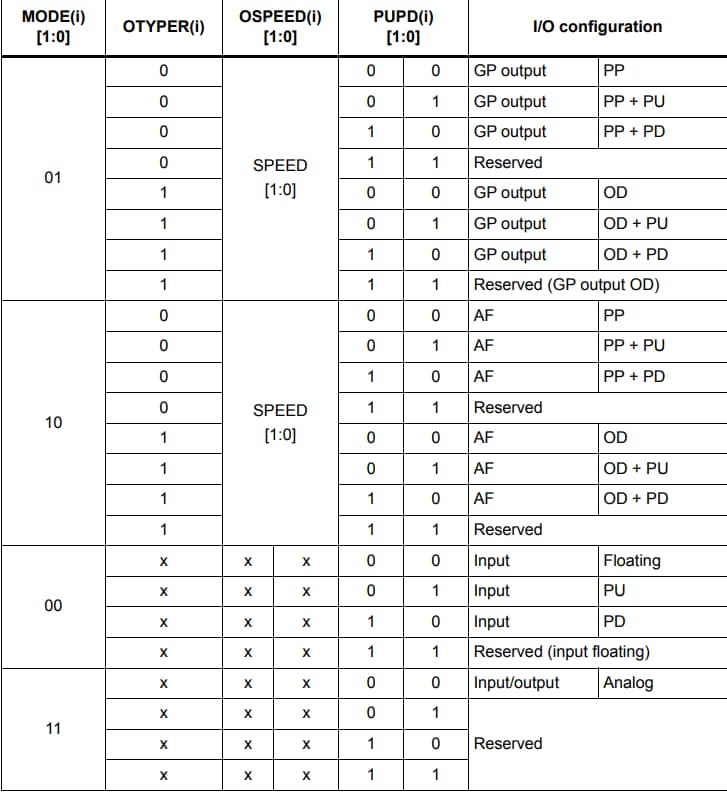 MODE(i) [1:0] OTYPER(i) OSPEED(i) [1:0] PUPD(i) [1:0] I/O configuration
01
SPEED [1:0]
0 0 0 GP output PP
0 0 1 GP output PP + PU
0 1 0 GP output PP + PD
0 1 1 Reserved
1 0 0 GP output OD
1 0 1 GP output OD + PU
1 1 0 GP output OD + PD
1 1 1 Reserved (GP output OD)
10
SPEED [1:0]
0 0 0 AF PP
0 0 1 AF PP + PU
0 1 0 AF PP + PD
0 1 1 Reserved
1 0 0 AF OD
1 0 1 AF OD + PU
1 1 0 AF OD + PD
1 1 1 Reserved
00
x x x 0 0 Input Floating
x x x 0 1 Input PU
x x x 1 0 Input PD
x x x 1 1 Reserved (input floating)
11
x x x 0 0 Input/output Analog
x x x 0 1
x x x 1 0 Reserved
x x x 1 1